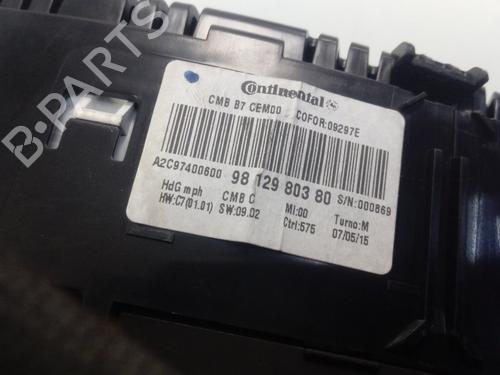 Continental
CMB B7 CEM00 COFOR:09297E
A2C97400600 98 129 803 80 S/N:000869
HdG mph CMB C MI:00 Turno:M
HW:C7(01.01) SW:09.02 Ctrl:575 07/05/15
B-PARTS